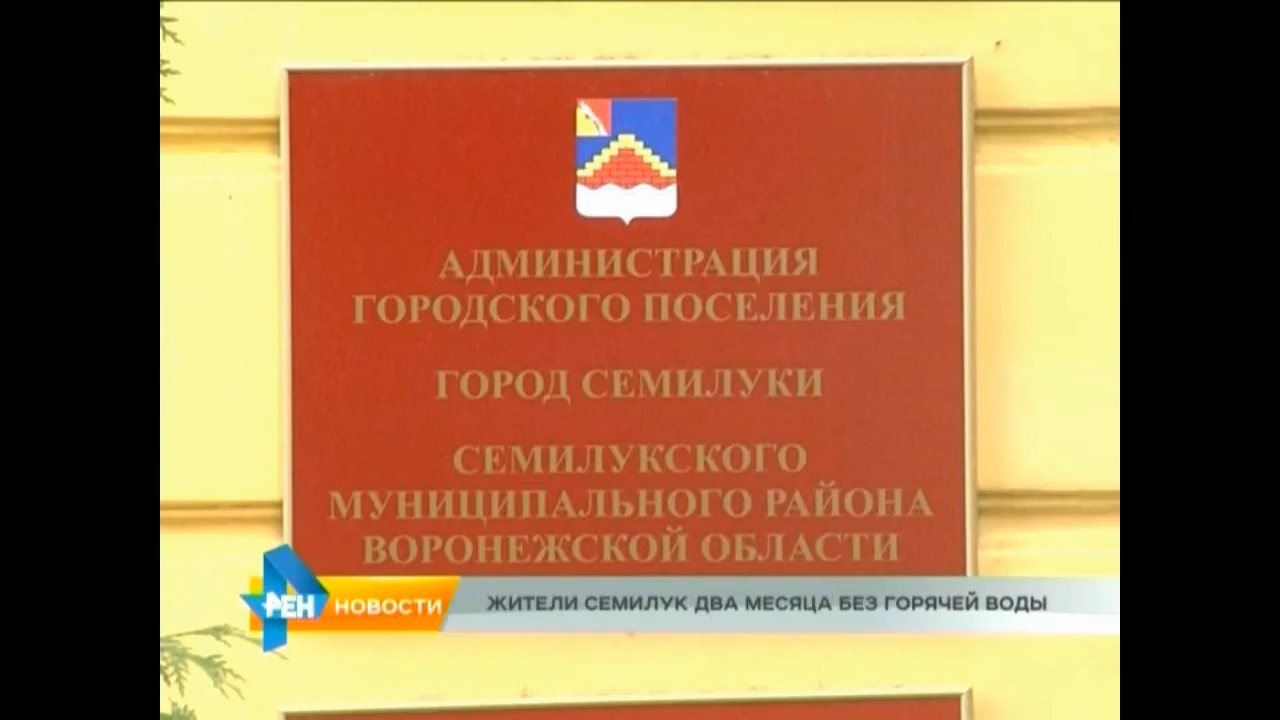 АДМИНИСТРАЦИЯ
ГОРОДСКОГО ПОСЕЛЕНИЯ
ГОРОД СЕМИЛУКИ
СЕМИЛУКСКОГО
МУНИЦИПАЛЬНОГО РАЙОНА
ВОРОНЕЖСКОЙ ОБЛАСТИ
РЕН НОВОСТИ ЖИТЕЛИ СЕМИЛУК ДВА МЕСЯЦА БЕЗ ГОРЯЧЕЙ ВОДЫ